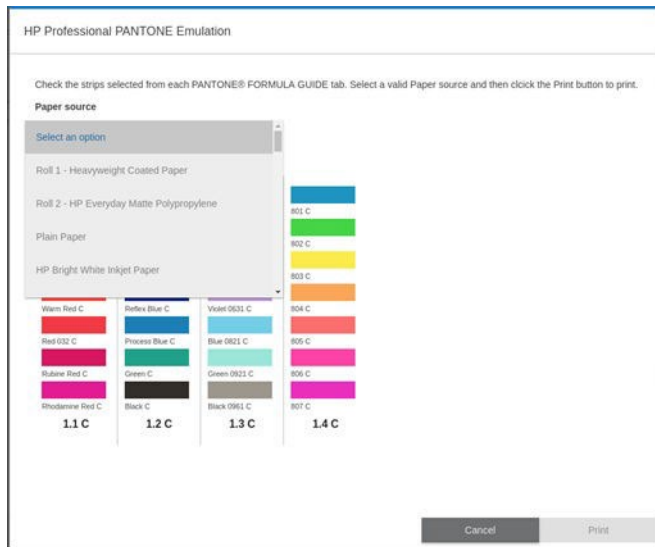 HP Professional PANTONE Emulation
Check the strips selected from each PANTONE® FORMULA GUIDE tab. Select a valid Paper source and then clcick the Print button to print.
Paper source
Select an option
Roll 1 - Heavyweight Coated Paper
Roll 2 - HP Everyday Matte Polypropylene
Plain Paper
HP Bright White Inkjet Paper
801 C
802 C
803 C
Warm Red C Reflex Blue C Violet 0631 C 804 C
Red 032 C Process Blue C Blue 0821 C 805 C
Rubine Red C Green C Green 0921 C 806 C
Rhodamine Red C Black C Black 0961 C 807 C
1.1 C 1.2 C 1.3 C 1.4 C
Cancel Print